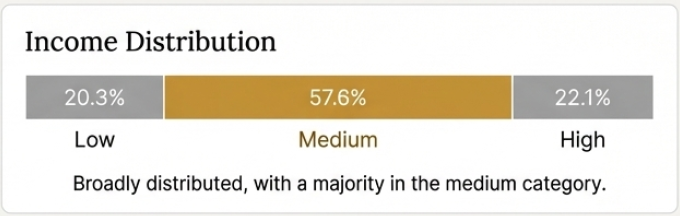 Income Distribution
20.3% 57.6% 22.1%
Low Medium High
Broadly distributed, with a majority in the medium category.